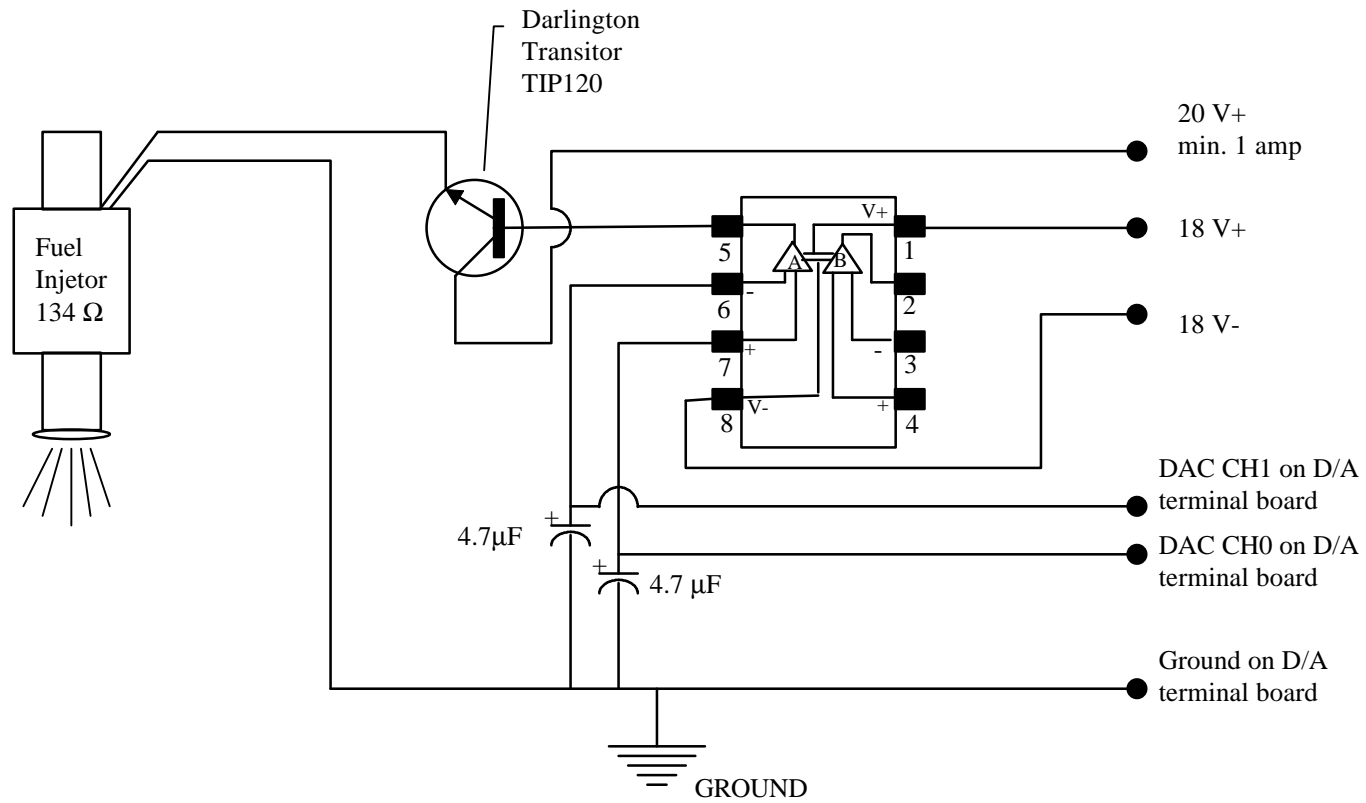 Darlington
Transitor
TIP120
20 V+
min. 1 amp
Fuel
Injetor
134 Ω
V+
18 V+
5
1
A
B
-
6
2
18 V-
+
7
-
3
V-
8
+
4
DAC CH1 on D/A
terminal board
+
4.7µF
DAC CH0 on D/A
terminal board
+
4.7 µF
Ground on D/A
terminal board
GROUND